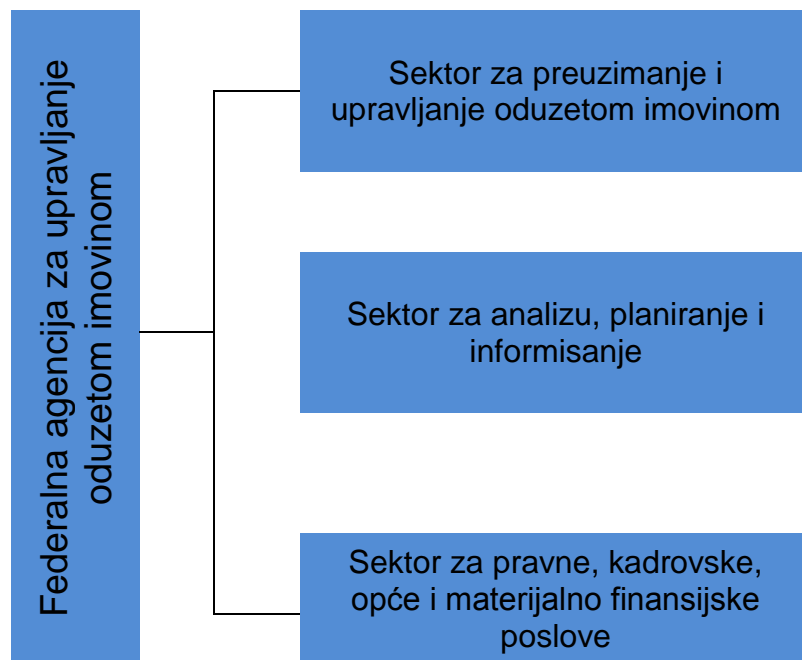 Federalna agencija za upravljanje
oduzetom imovinom
Sektor za preuzimanje i
upravljanje oduzetom imovinom
Sektor za analizu, planiranje i
informisanje
Sektor za pravne, kadrovske,
opće i materijalno finansijske
poslove